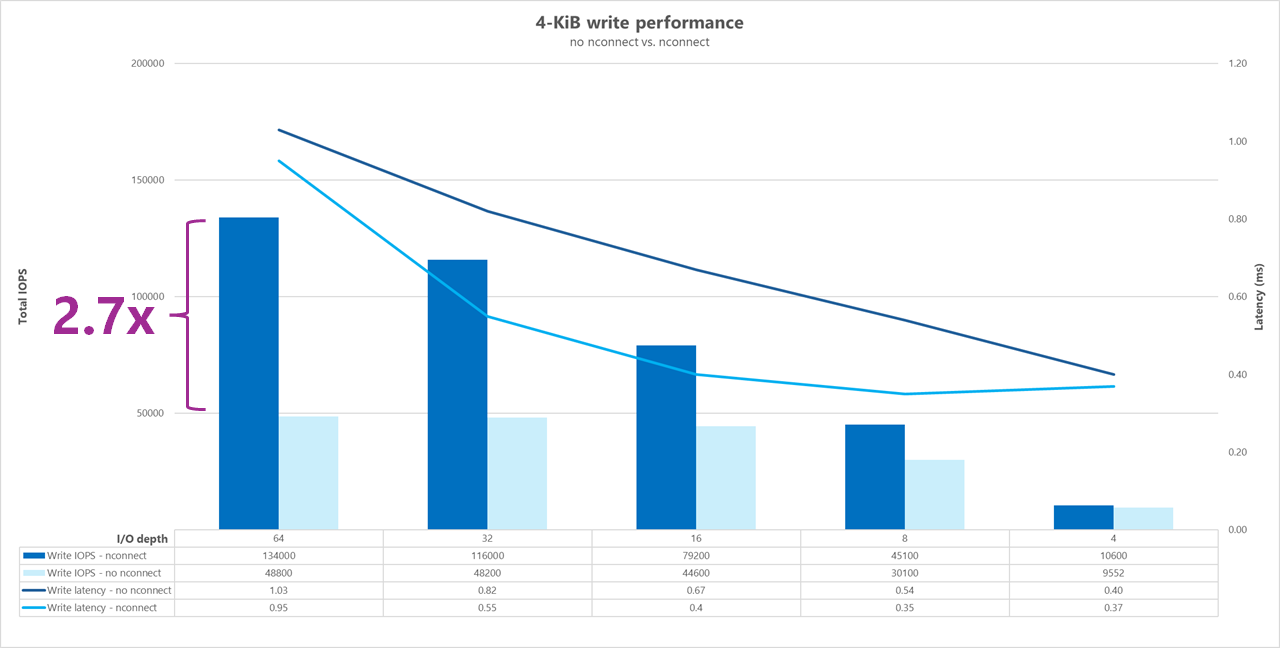 4-KiB write performance
no nconnect vs. nconnect
200000
150000
100000
50000
Total IOPS
2.7x
1.20
1.00
0.80
0.60
0.40
0.20
0.00
Latency (ms)
I/O depth 64 32 16 8 4
Write IOPS - nconnect 134000 116000 79200 45100 10600
Write IOPS - no nconnect 48800 48200 44600 30100 9552
Write latency - no nconnect 1.03 0.82 0.67 0.54 0.40
Write latency - nconnect 0.95 0.55 0.4 0.35 0.37